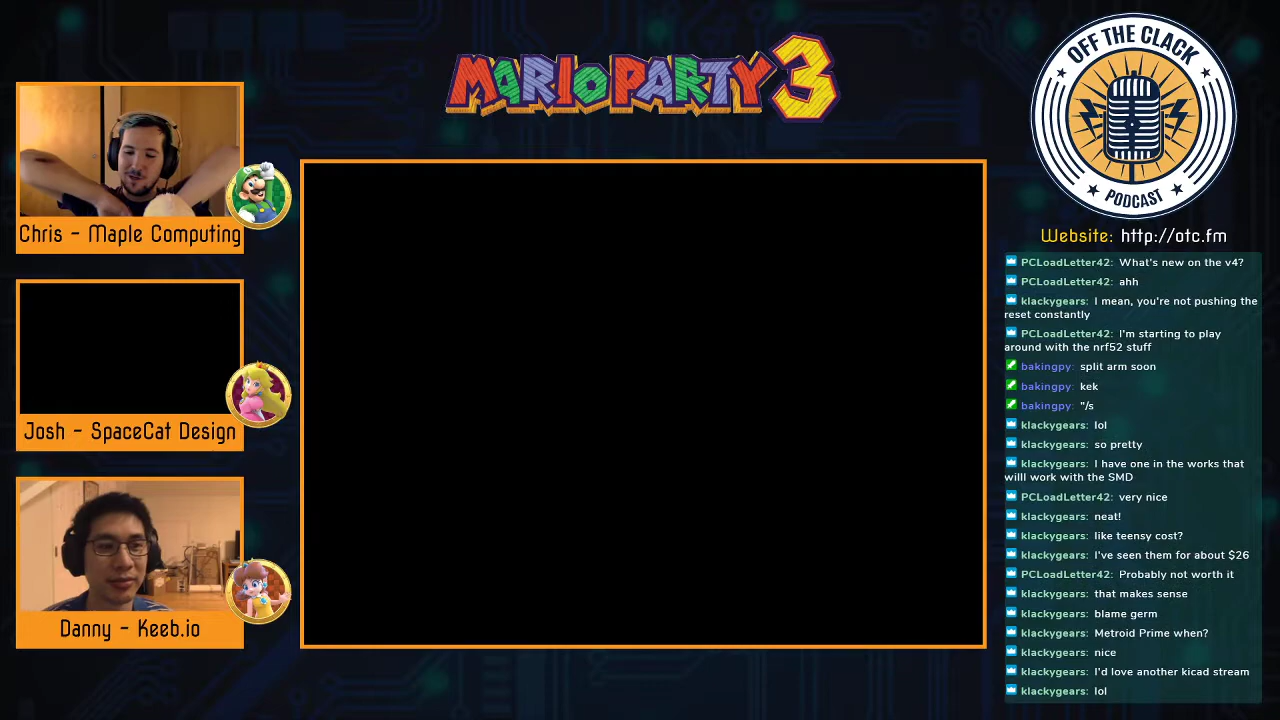 MARIO PARTY 3
Chris - Maple Computing
Josh - SpaceCat Design
Danny - Keeb.io
OFF THE CLACK
PODCAST
Website: http://otc.fm
PCLoadLetter42: What's new on the v4?
PCLoadLetter42: ahh
klackygears: I mean, you're not pushing the
reset constantly
PCLoadLetter42: I'm starting to play
around with the nrf52 stuff
bakingpy: split arm soon
bakingpy: kek
bakingpy: "/s
klackygears: lol
klackygears: so pretty
klackygears: I have one in the works that
willl work with the SMD
PCLoadLetter42: very nice
klackygears: neat!
klackygears: like teensy cost?
klackygears: I've seen them for about $26
PCLoadLetter42: Probably not worth it
klackygears: that makes sense
klackygears: blame germ
klackygears: Metroid Prime when?
klackygears: nice
klackygears: I'd love another kicad stream
klackygears: lol